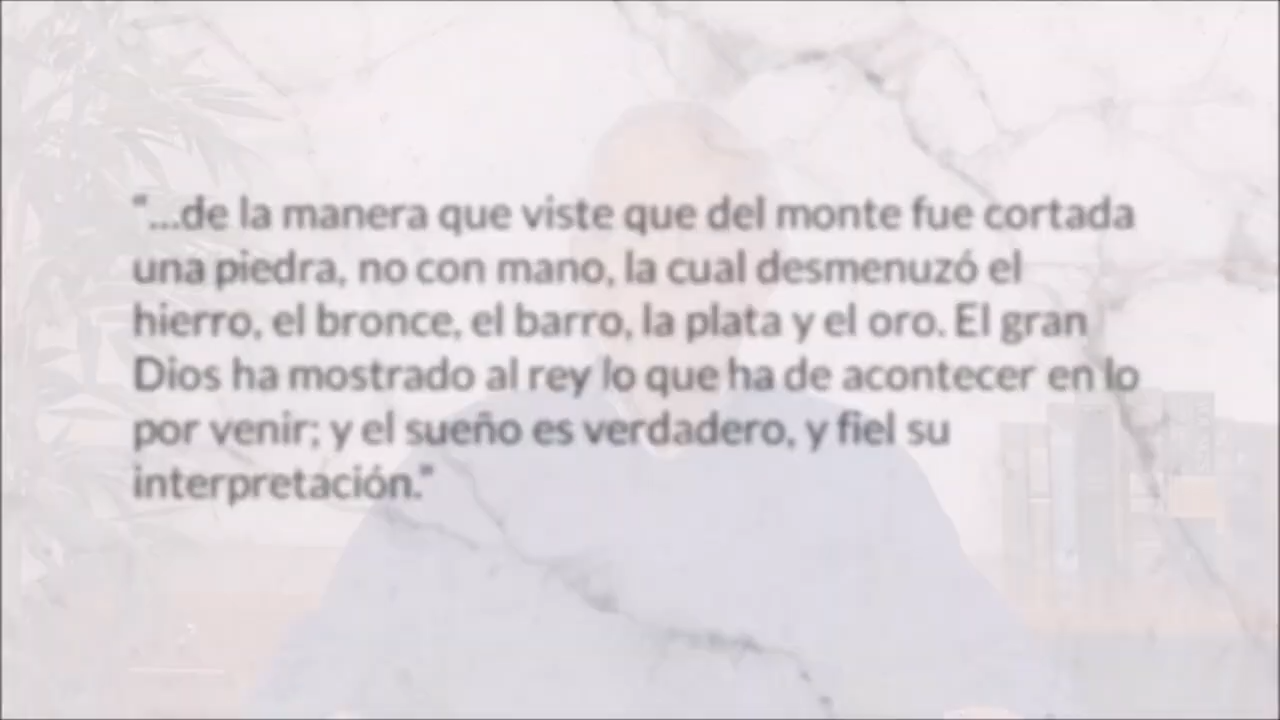 "...de la manera que viste que del monte fue cortada
una piedra, no con mano, la cual desmenuzó el
hierro, el bronce, el barro, la plata y el oro. El gran
Dios ha mostrado al rey lo que ha de acontecer en lo
por venir; y el sueño es verdadero, y fiel su
interpretación."